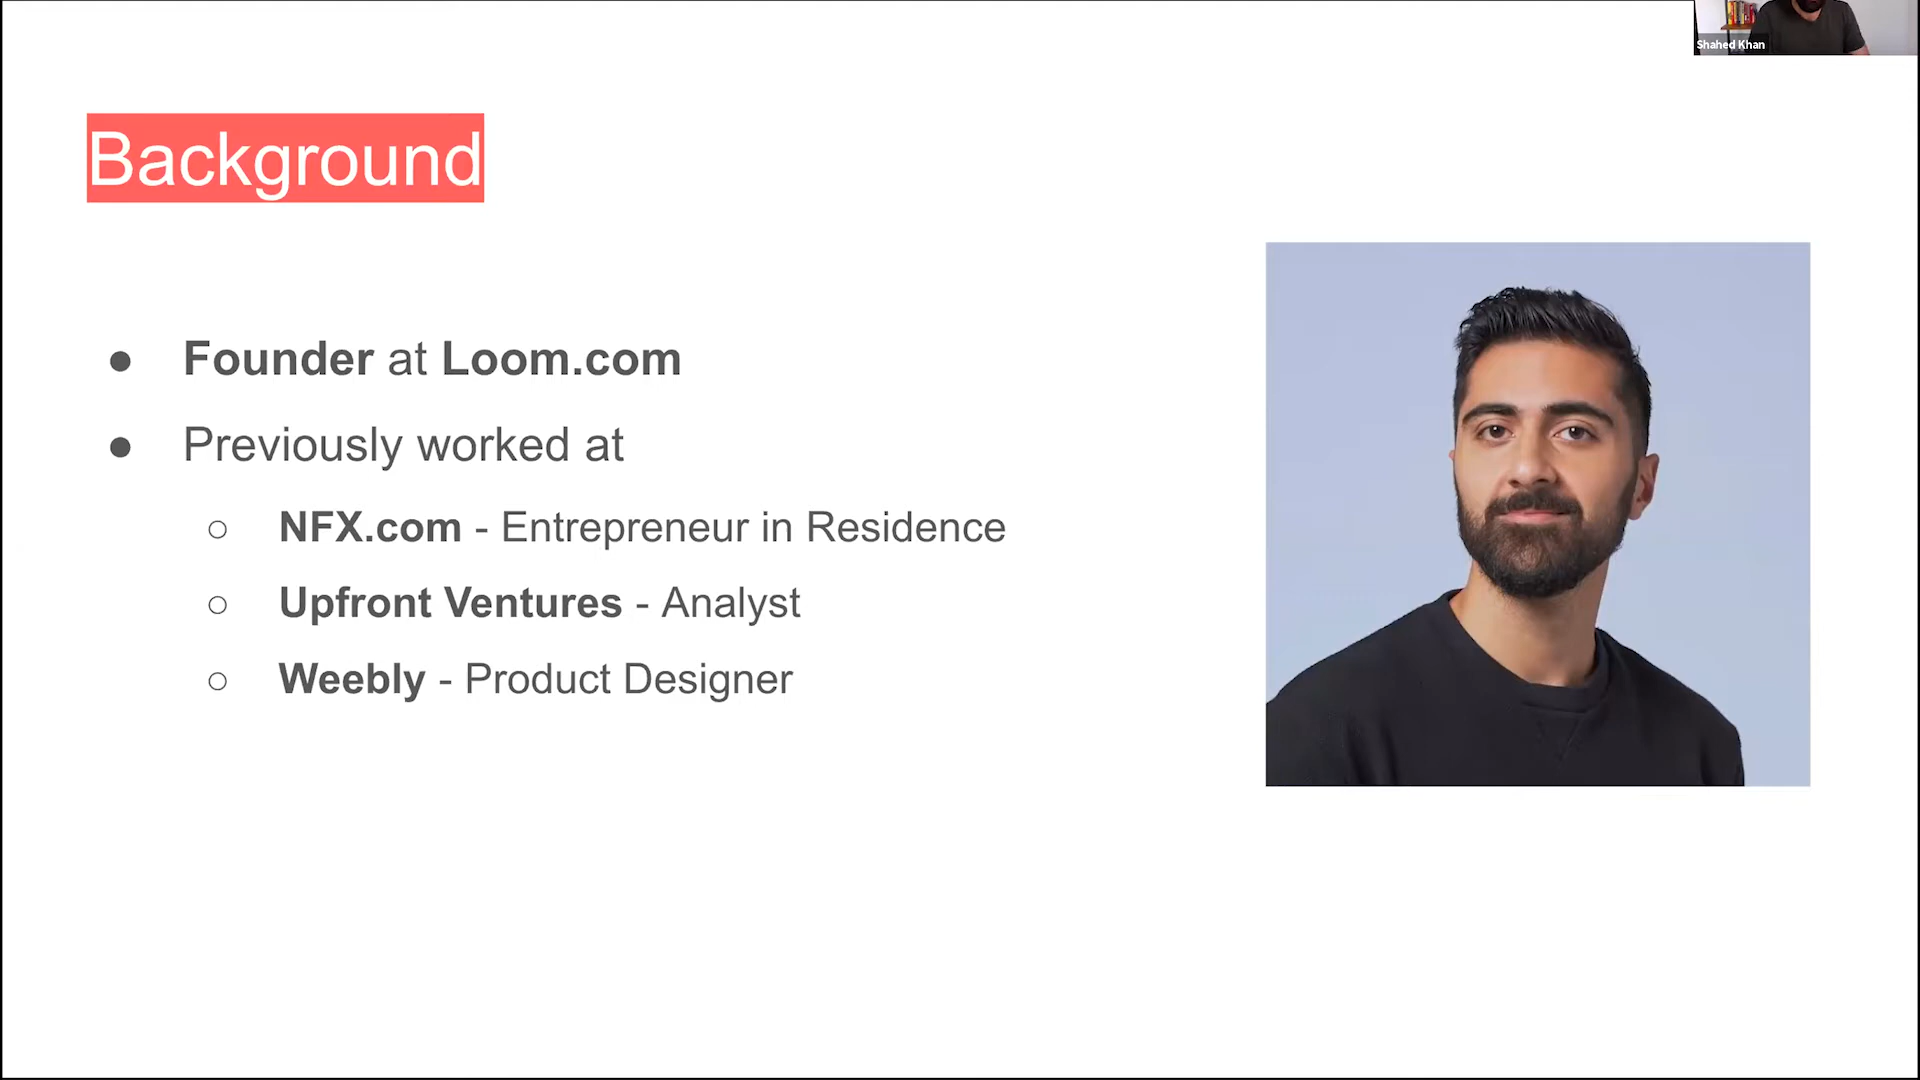 Shahed Khan
Background
● Founder at Loom.com
● Previously worked at
○ NFX.com - Entrepreneur in Residence
○ Upfront Ventures - Analyst
○ Weebly - Product Designer